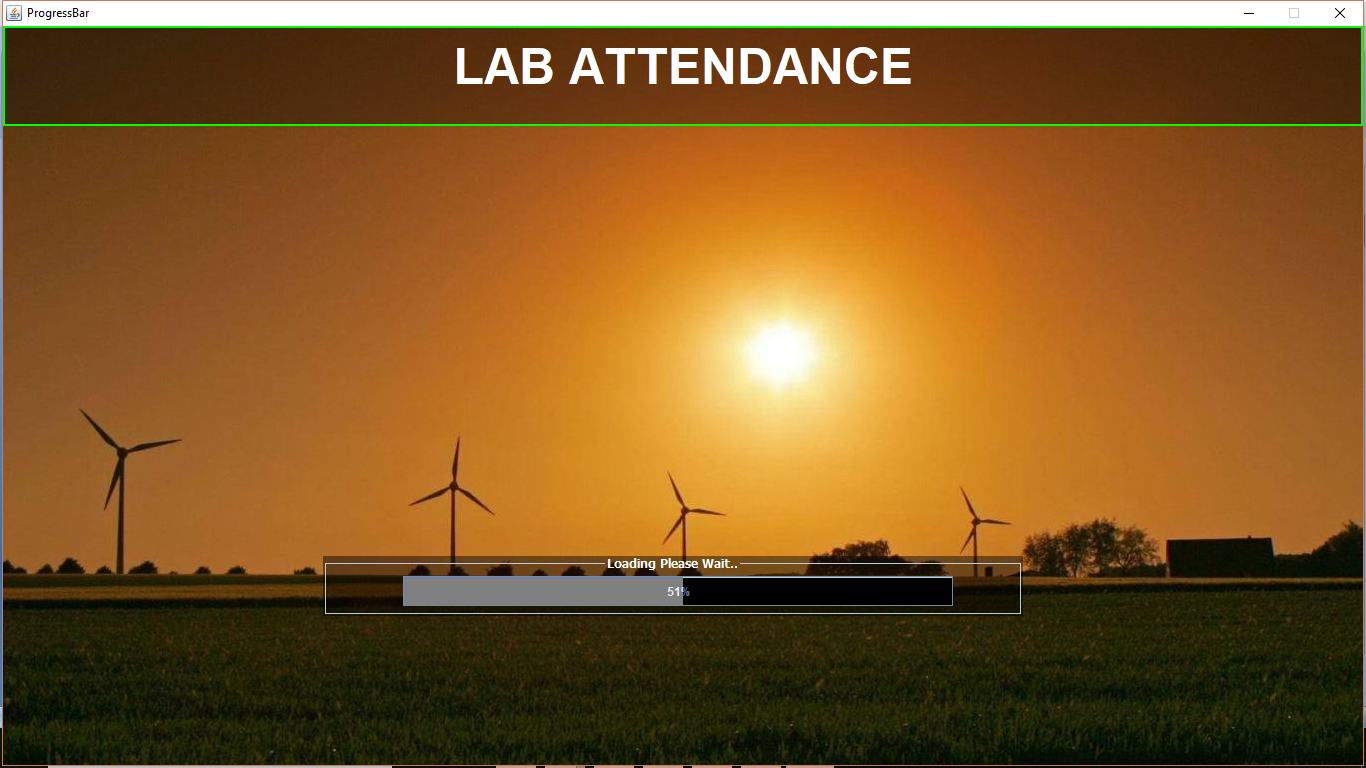 ProgressBar
LAB ATTENDANCE
Loading Please Wait..
51%